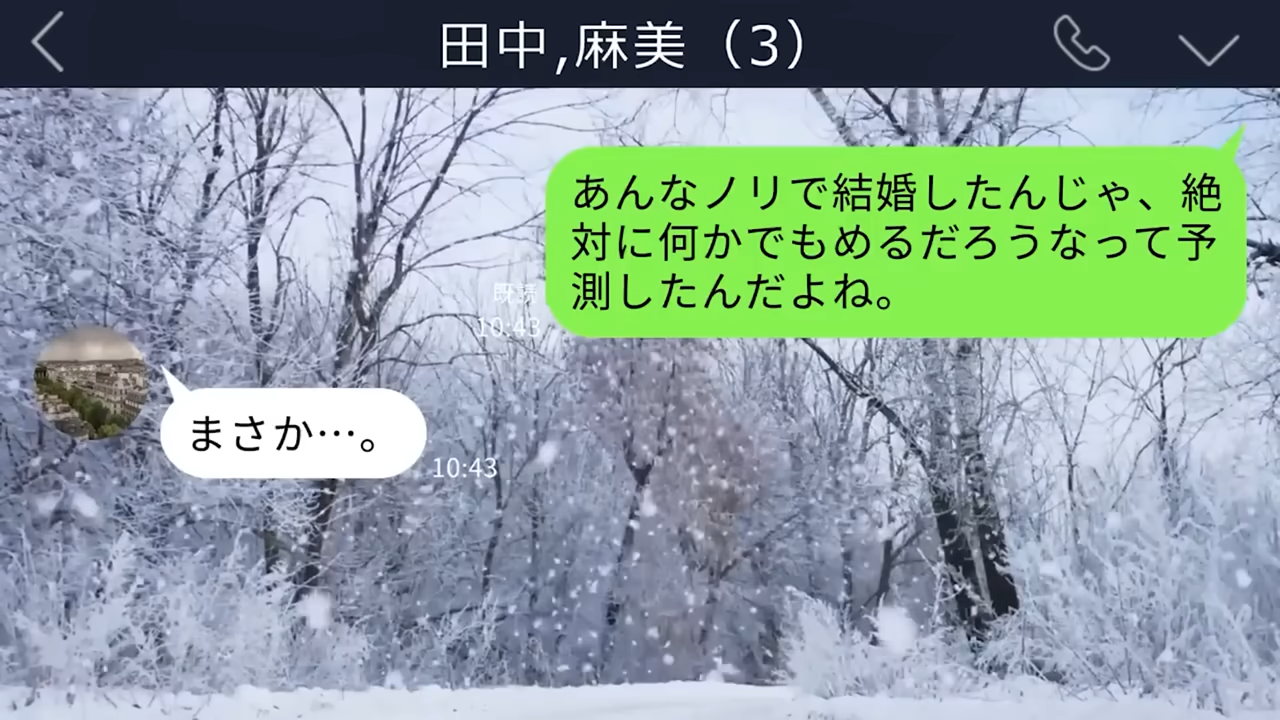 田中,麻美（3）
あんなノリで結婚したんじゃ、絶
対に何かでもめるだろうなって予
測したんだよね。
既読
10:43
まさか…。
10:43